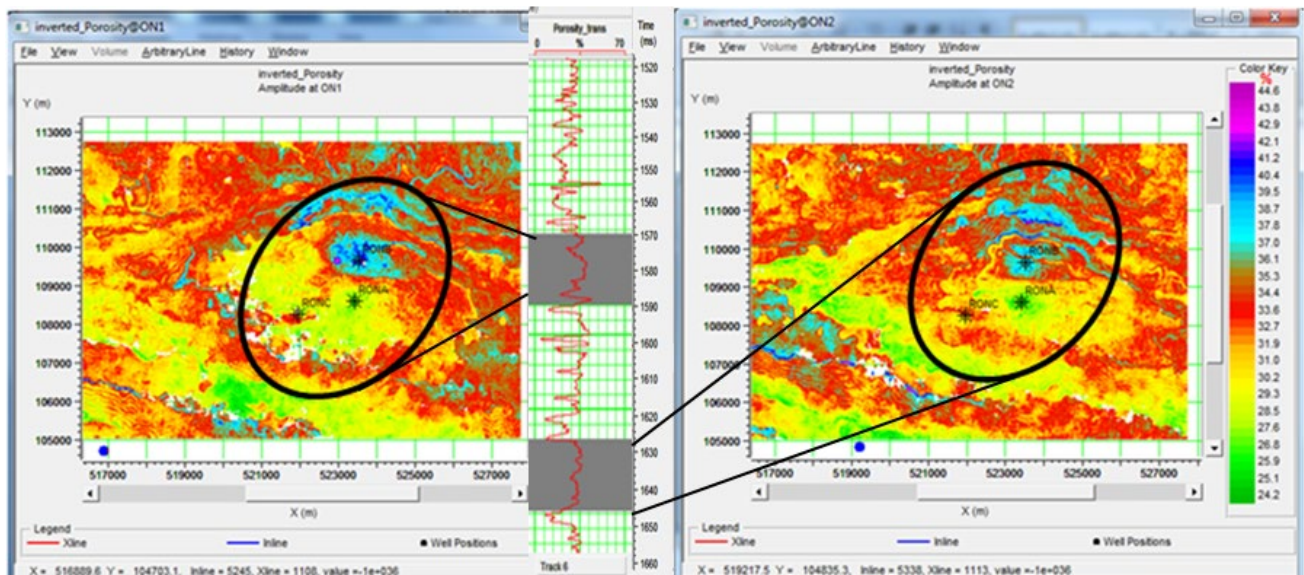 inverted_Porosity@ON1
File View Volume ArbitraryLine History Window
inverted_Porosity
Amplitude at ON1
Y (m)
113000
112000
111000
110000
109000
108000
107000
106000
105000
RONA
RONC
517000 519000 521000 523000 525000 527000
X (m)
Legend
Xline Inline Well Positions
X = 516889.6 Y = 104703.1, Inline = 5245, Xline = 1108, value =-1e+036
Porosity_trans
0 % 70
Time
(ms)
1520
1530
1540
1550
1560
1570
1580
1590
1600
1610
1620
1630
1640
1650
1660
Track 6
inverted_Porosity@ON2
File View Volume ArbitraryLine History Window
inverted_Porosity
Amplitude at ON2
Y (m)
113000
112000
111000
110000
109000
108000
107000
106000
105000
RONB
RONA
RONC
517000 519000 521000 523000 525000 527000
X (m)
Color Key
%
44.6
43.8
42.9
42.1
41.2
40.4
39.5
38.7
37.8
37.0
36.1
35.3
34.4
33.6
32.7
31.9
31.0
30.2
29.3
28.5
27.6
26.8
25.9
25.1
24.2
Legend
Xline Inline Well Positions
X = 519217.5 Y = 104835.3, Inline = 5338, Xline = 1113, value =-1e+036